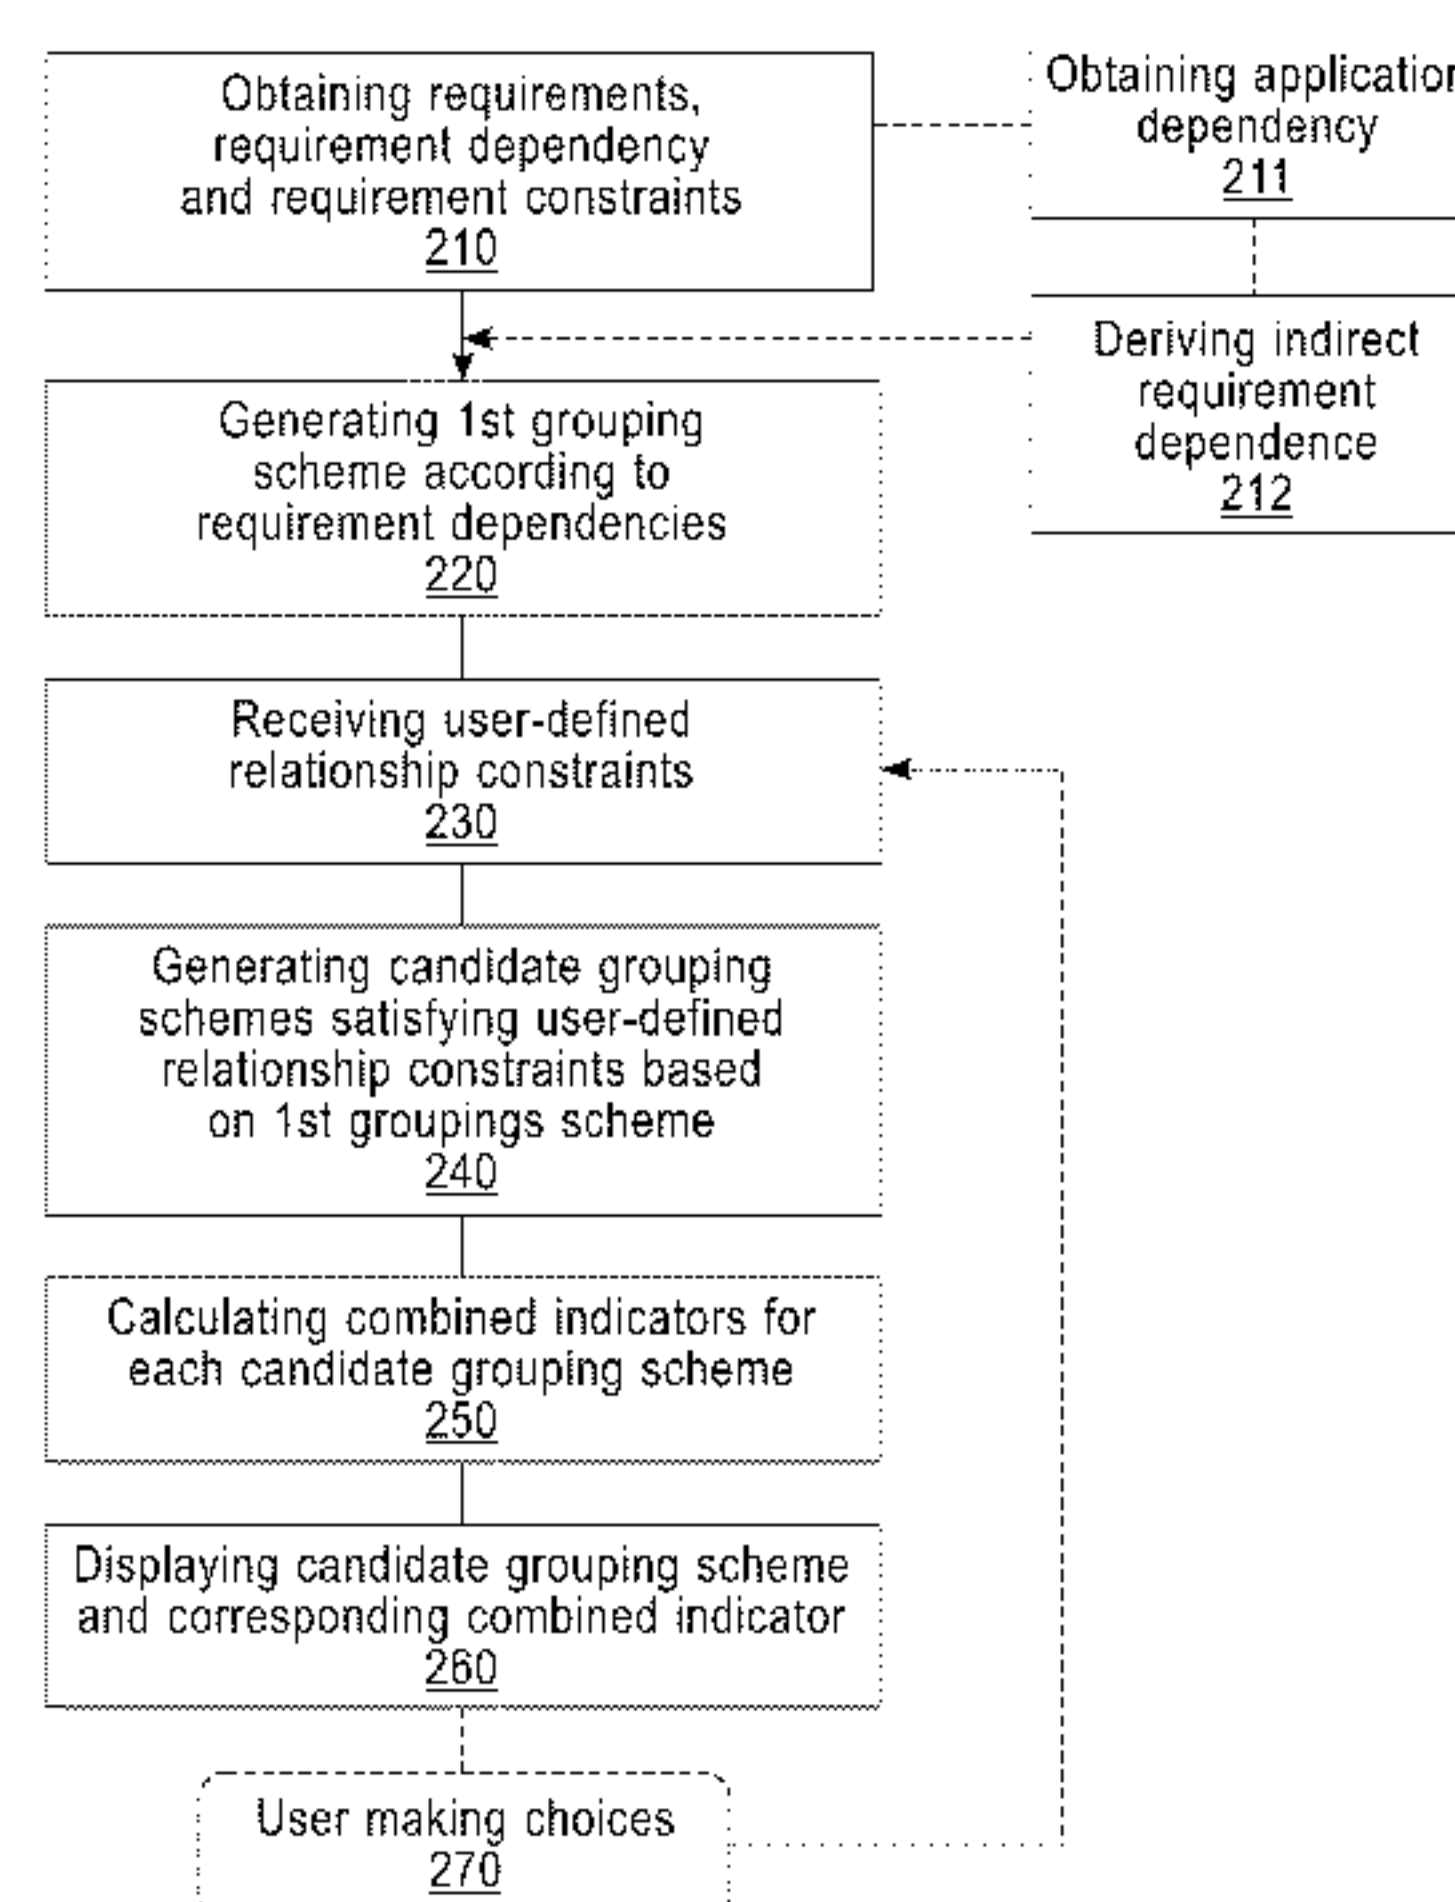 Obtaining requirements,
requirement dependency
and requirement constraints
210
Obtaining application
dependency
211
Deriving indirect
requirement
dependence
212
Generating 1st grouping
scheme according to
requirement dependencies
220
Receiving user-defined
relationship constraints
230
Generating candidate grouping
schemes satisfying user-defined
relationship constraints based
on 1st groupings scheme
240
Calculating combined indicators for
each candidate grouping scheme
250
Displaying candidate grouping scheme
and corresponding combined indicator
260
User making choices
270